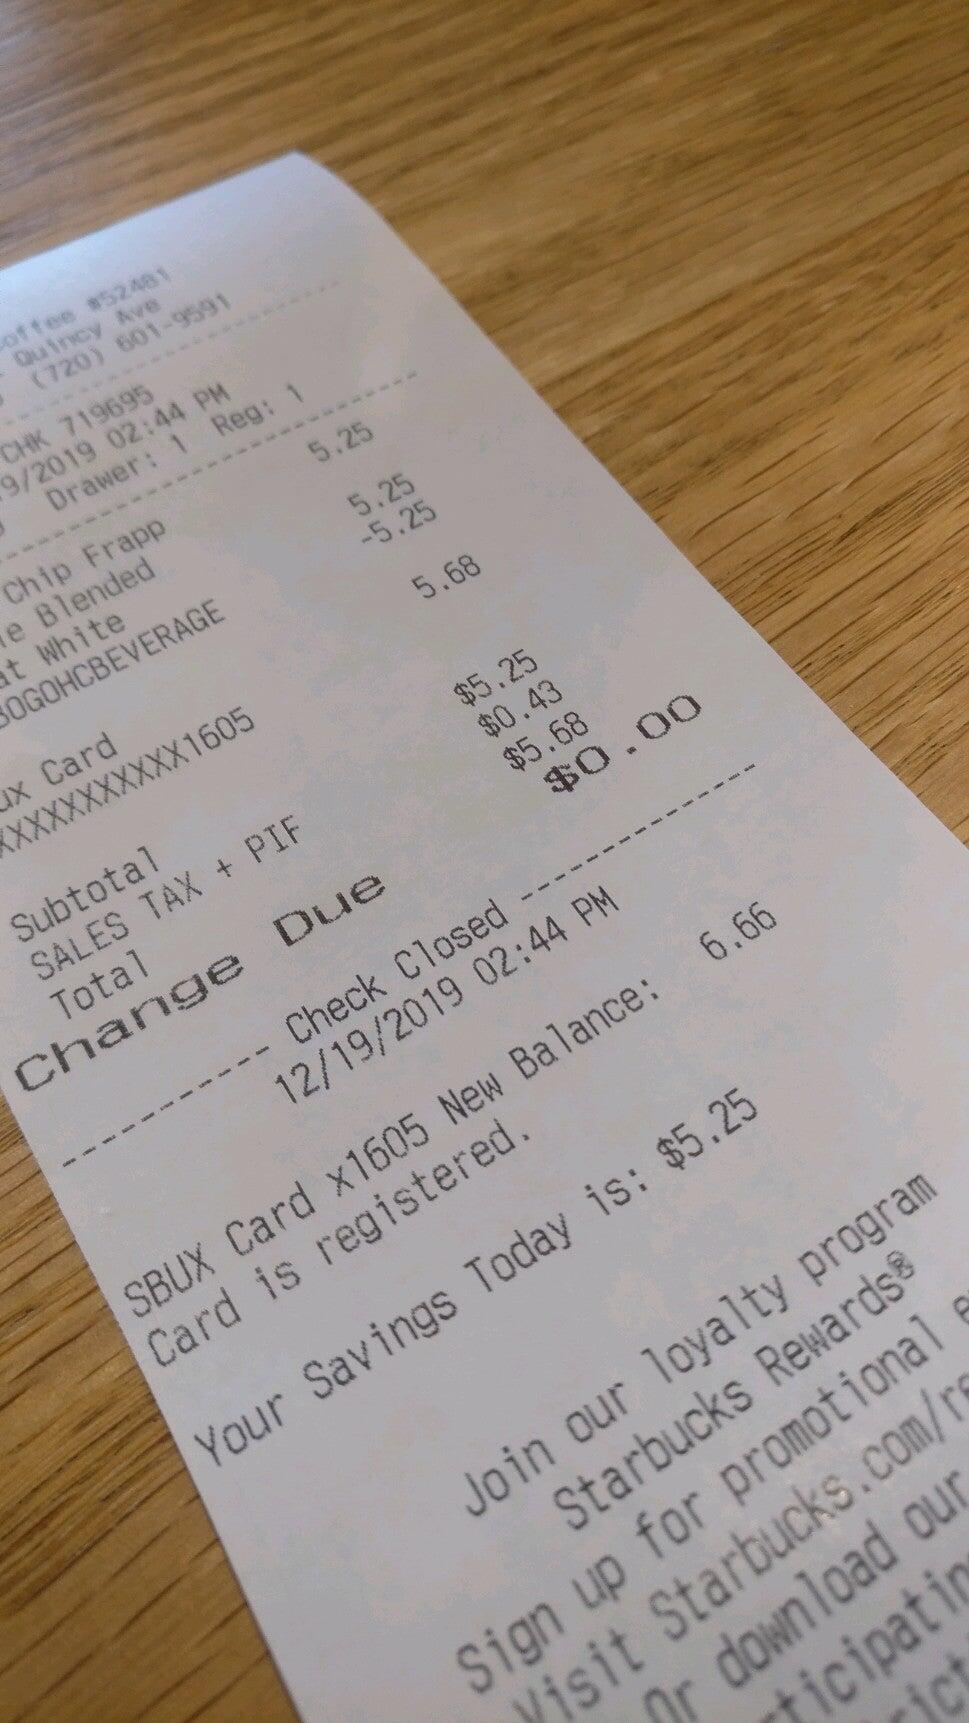 offee #52481
Quincy Ave
(720) 601-9591
CHK 719695
9/2019 02:44 PM
Drawer: 1 Reg: 1
Chip Frapp 5.25
le Blended
at White 5.25
BOGOHCBEVERAGE -5.25
ux Card 5.68
XXXXXXXXXXX1605
Subtotal $5.25
SALES TAX + PIF $0.43
Total $5.68
Change Due $0.00
---------- Check Closed ----------
12/19/2019 02:44 PM
SBUX Card x1605 New Balance: 6.66
Card is registered.
Your Savings Today is: $5.25
Join our loyalty program
Starbucks Rewards®
Sign up for promotional e
Visit Starbucks.com/re
Or download our
rticipatin